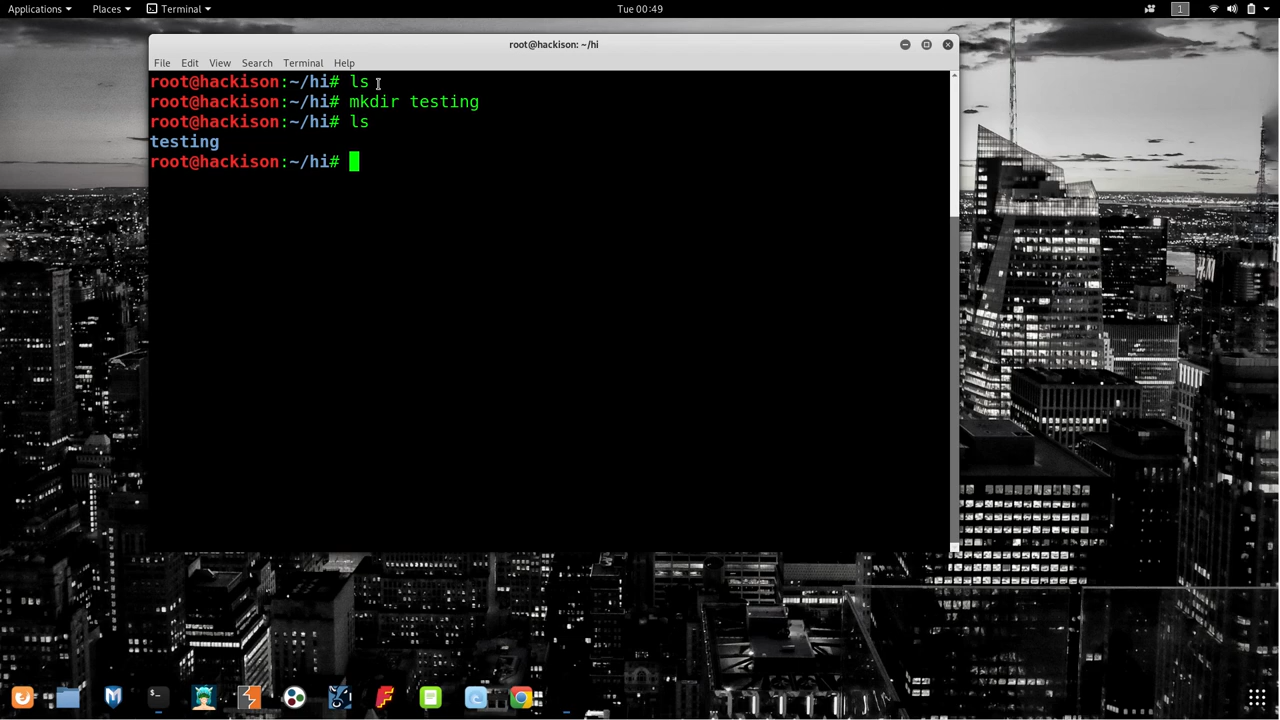 Applications Places Terminal Tue 00:49 1
root@hackison: ~/hi
File Edit View Search Terminal Help
root@hackison:~/hi# ls
root@hackison:~/hi# mkdir testing
root@hackison:~/hi# ls
testing
root@hackison:~/hi#